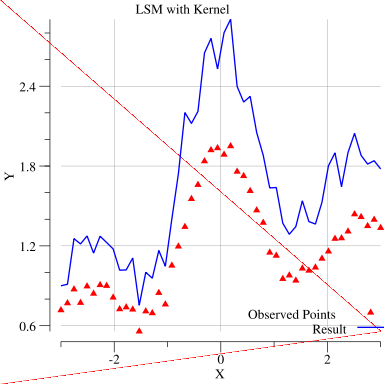 LSM with Kernel
2.4
1.8
1.2
0.6
Y
Observed Points
Result
-2
0
2
X